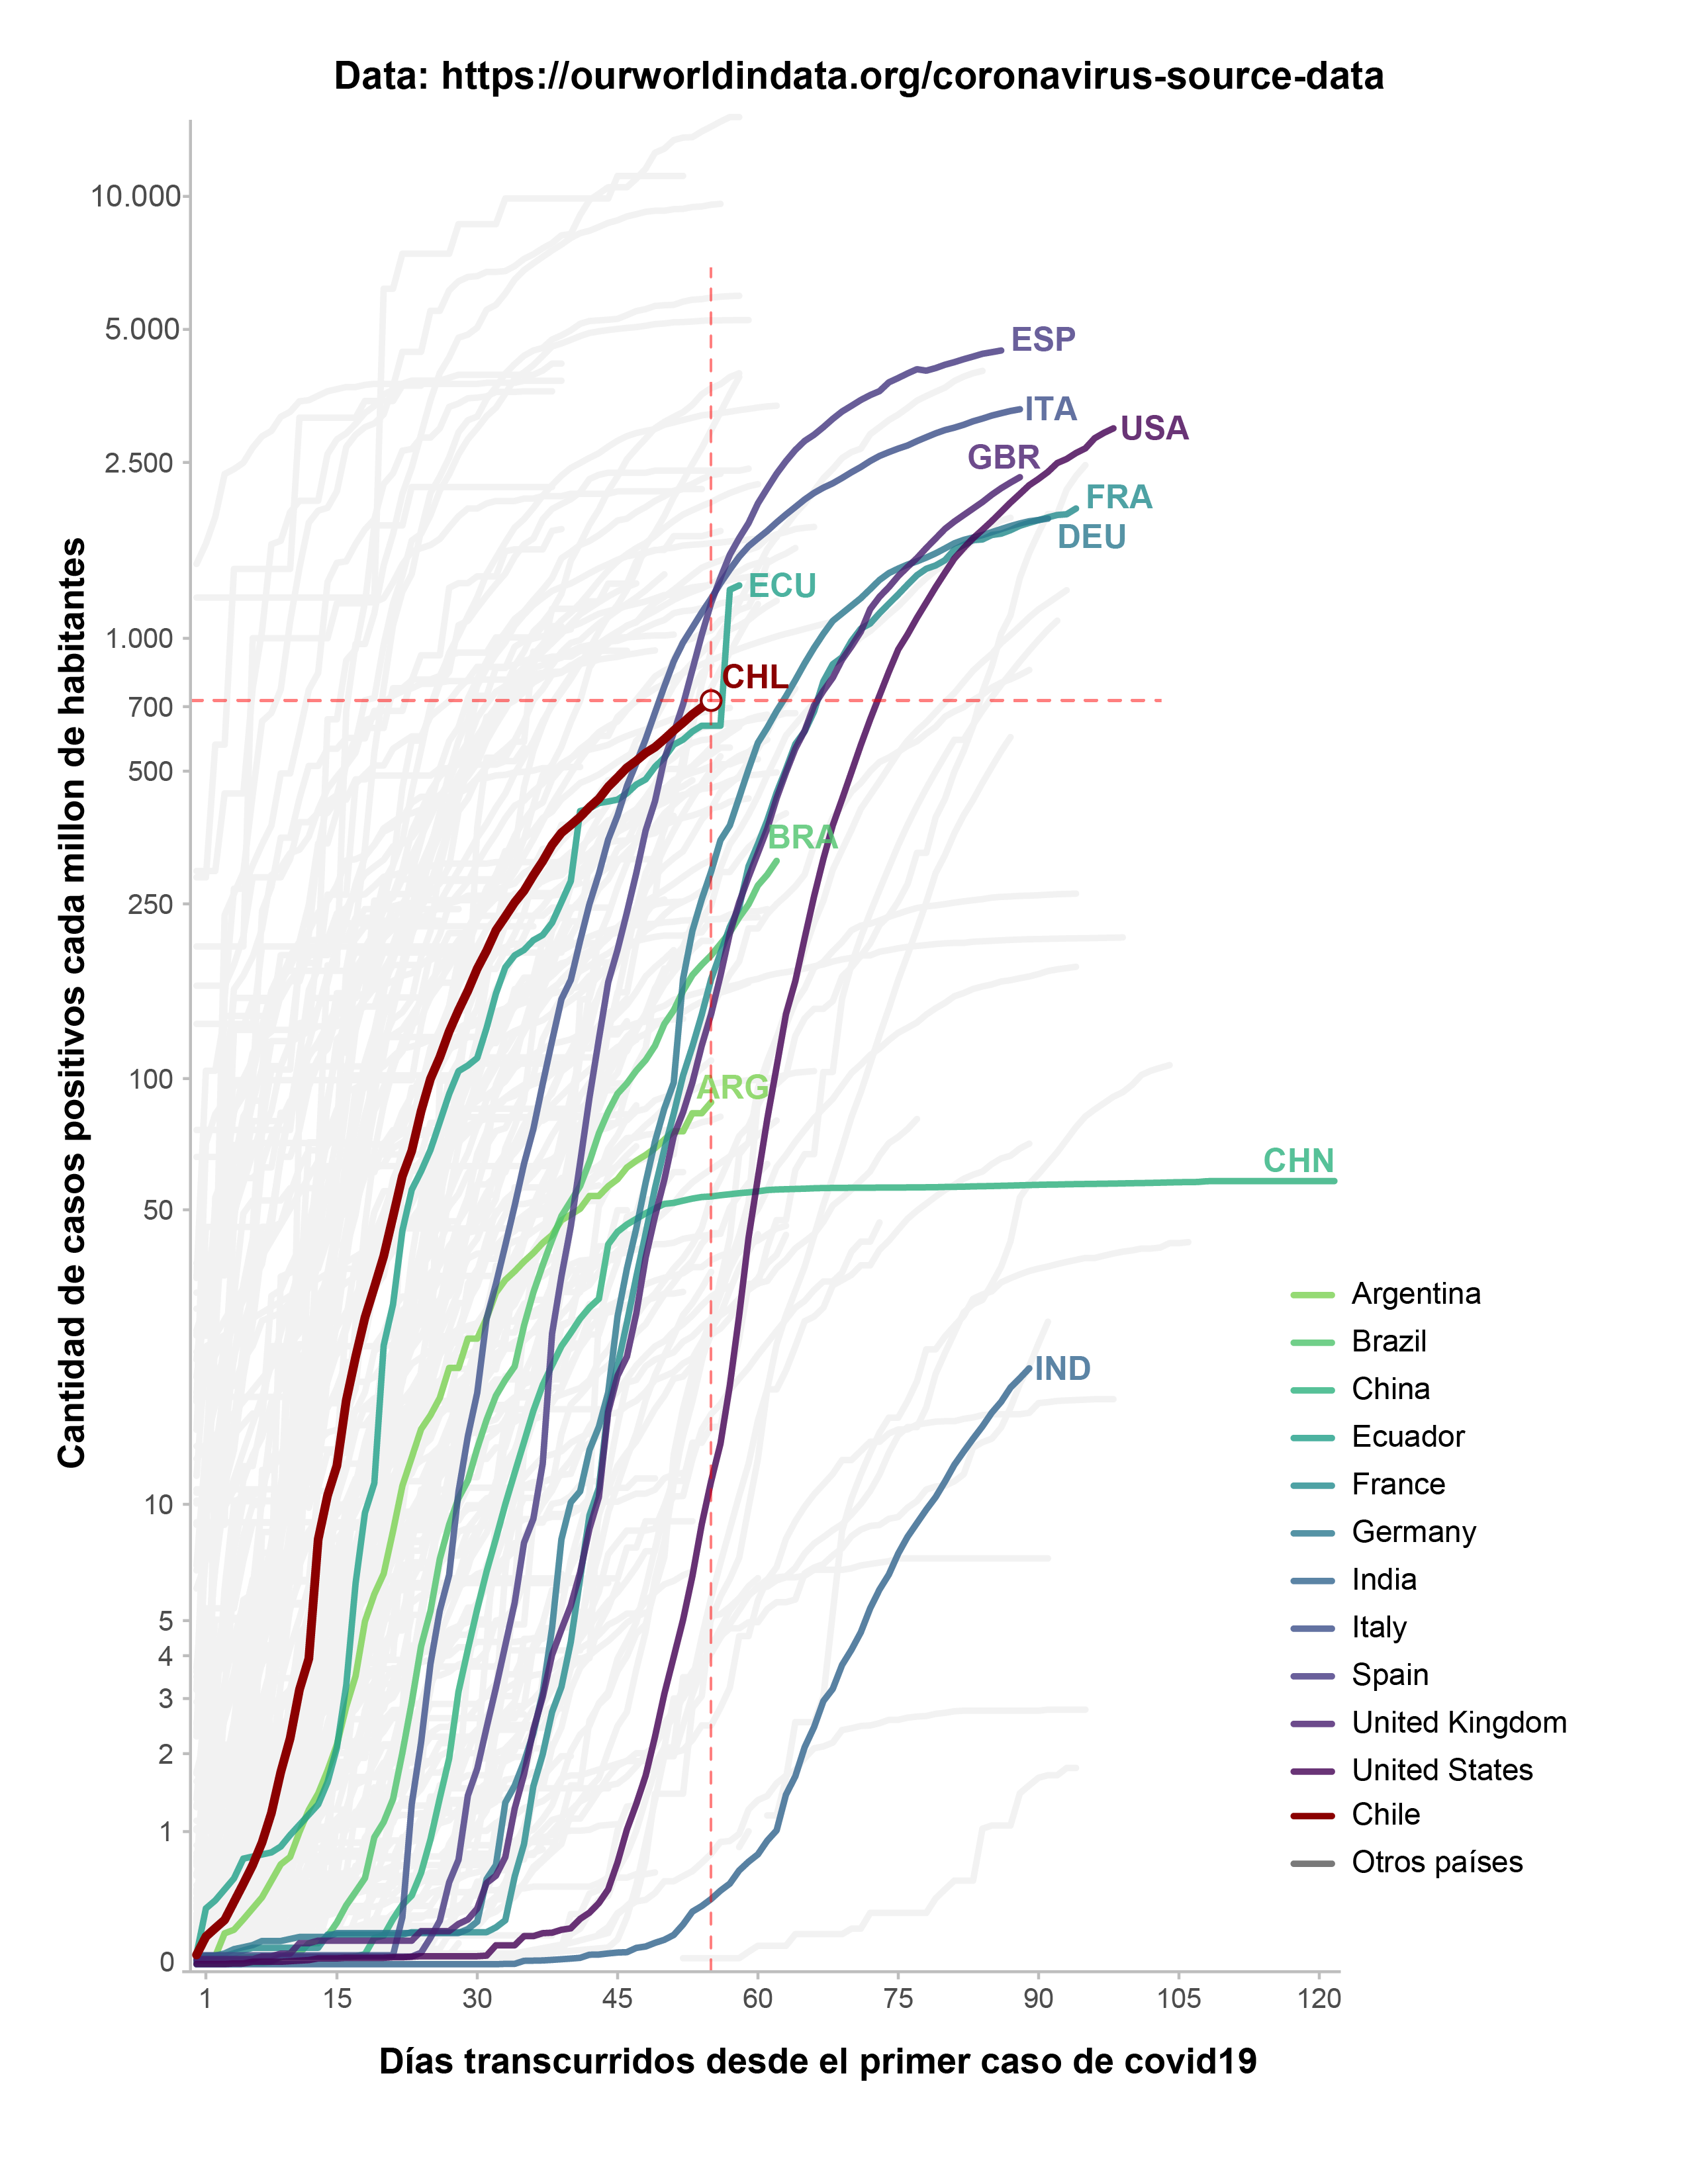 Data: https://ourworldindata.org/coronavirus-source-data
Cantidad de casos positivos cada millon de habitantes
10.000
5.000
2.500
1.000
700
500
250
100
50
10
5
4
3
2
1
0
ESP
ITA
USA
GBR
FRA
DEU
ECU
CHL
BRA
ARG
CHN
IND
Argentina
Brazil
China
Ecuador
France
Germany
India
Italy
Spain
United Kingdom
United States
Chile
Otros países
1 15 30 45 60 75 90 105 120
Días transcurridos desde el primer caso de covid19